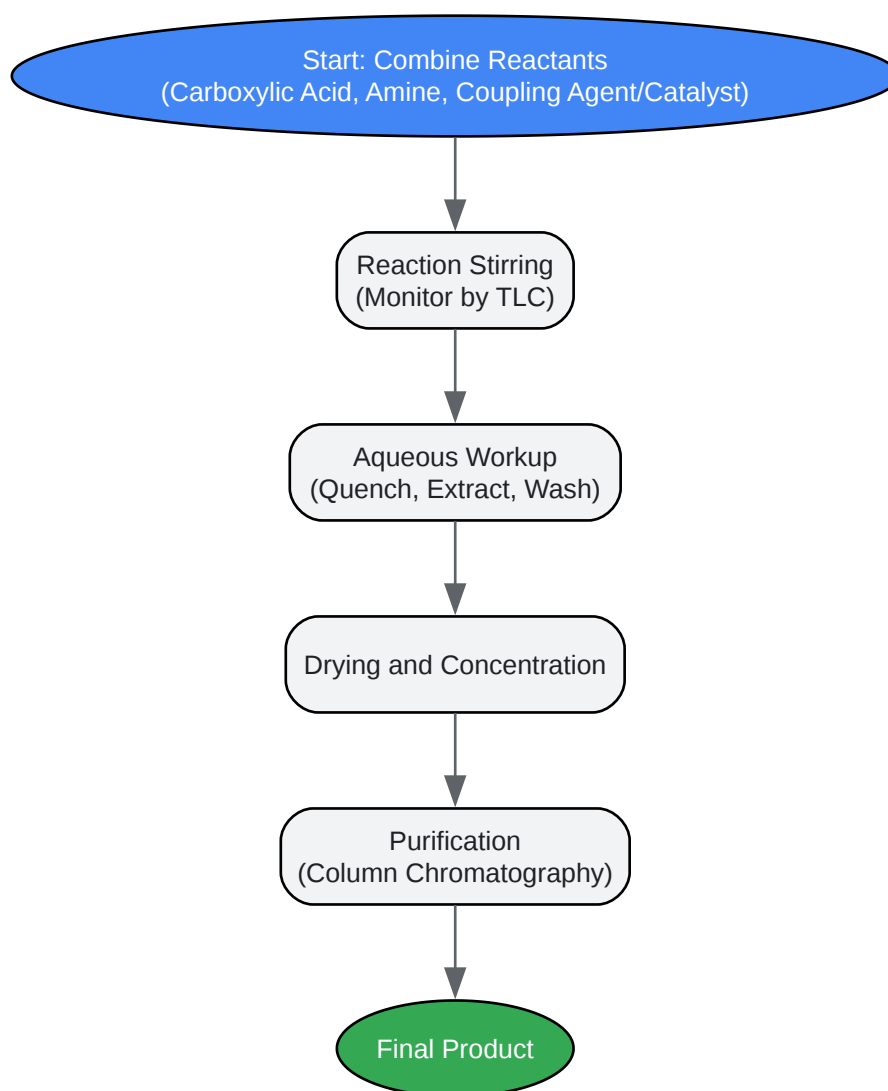 Start: Combine Reactants
(Carboxylic Acid, Amine, Coupling Agent/Catalyst)
Reaction Stirring
(Monitor by TLC)
Aqueous Workup
(Quench, Extract, Wash)
Drying and Concentration
Purification
(Column Chromatography)
Final Product